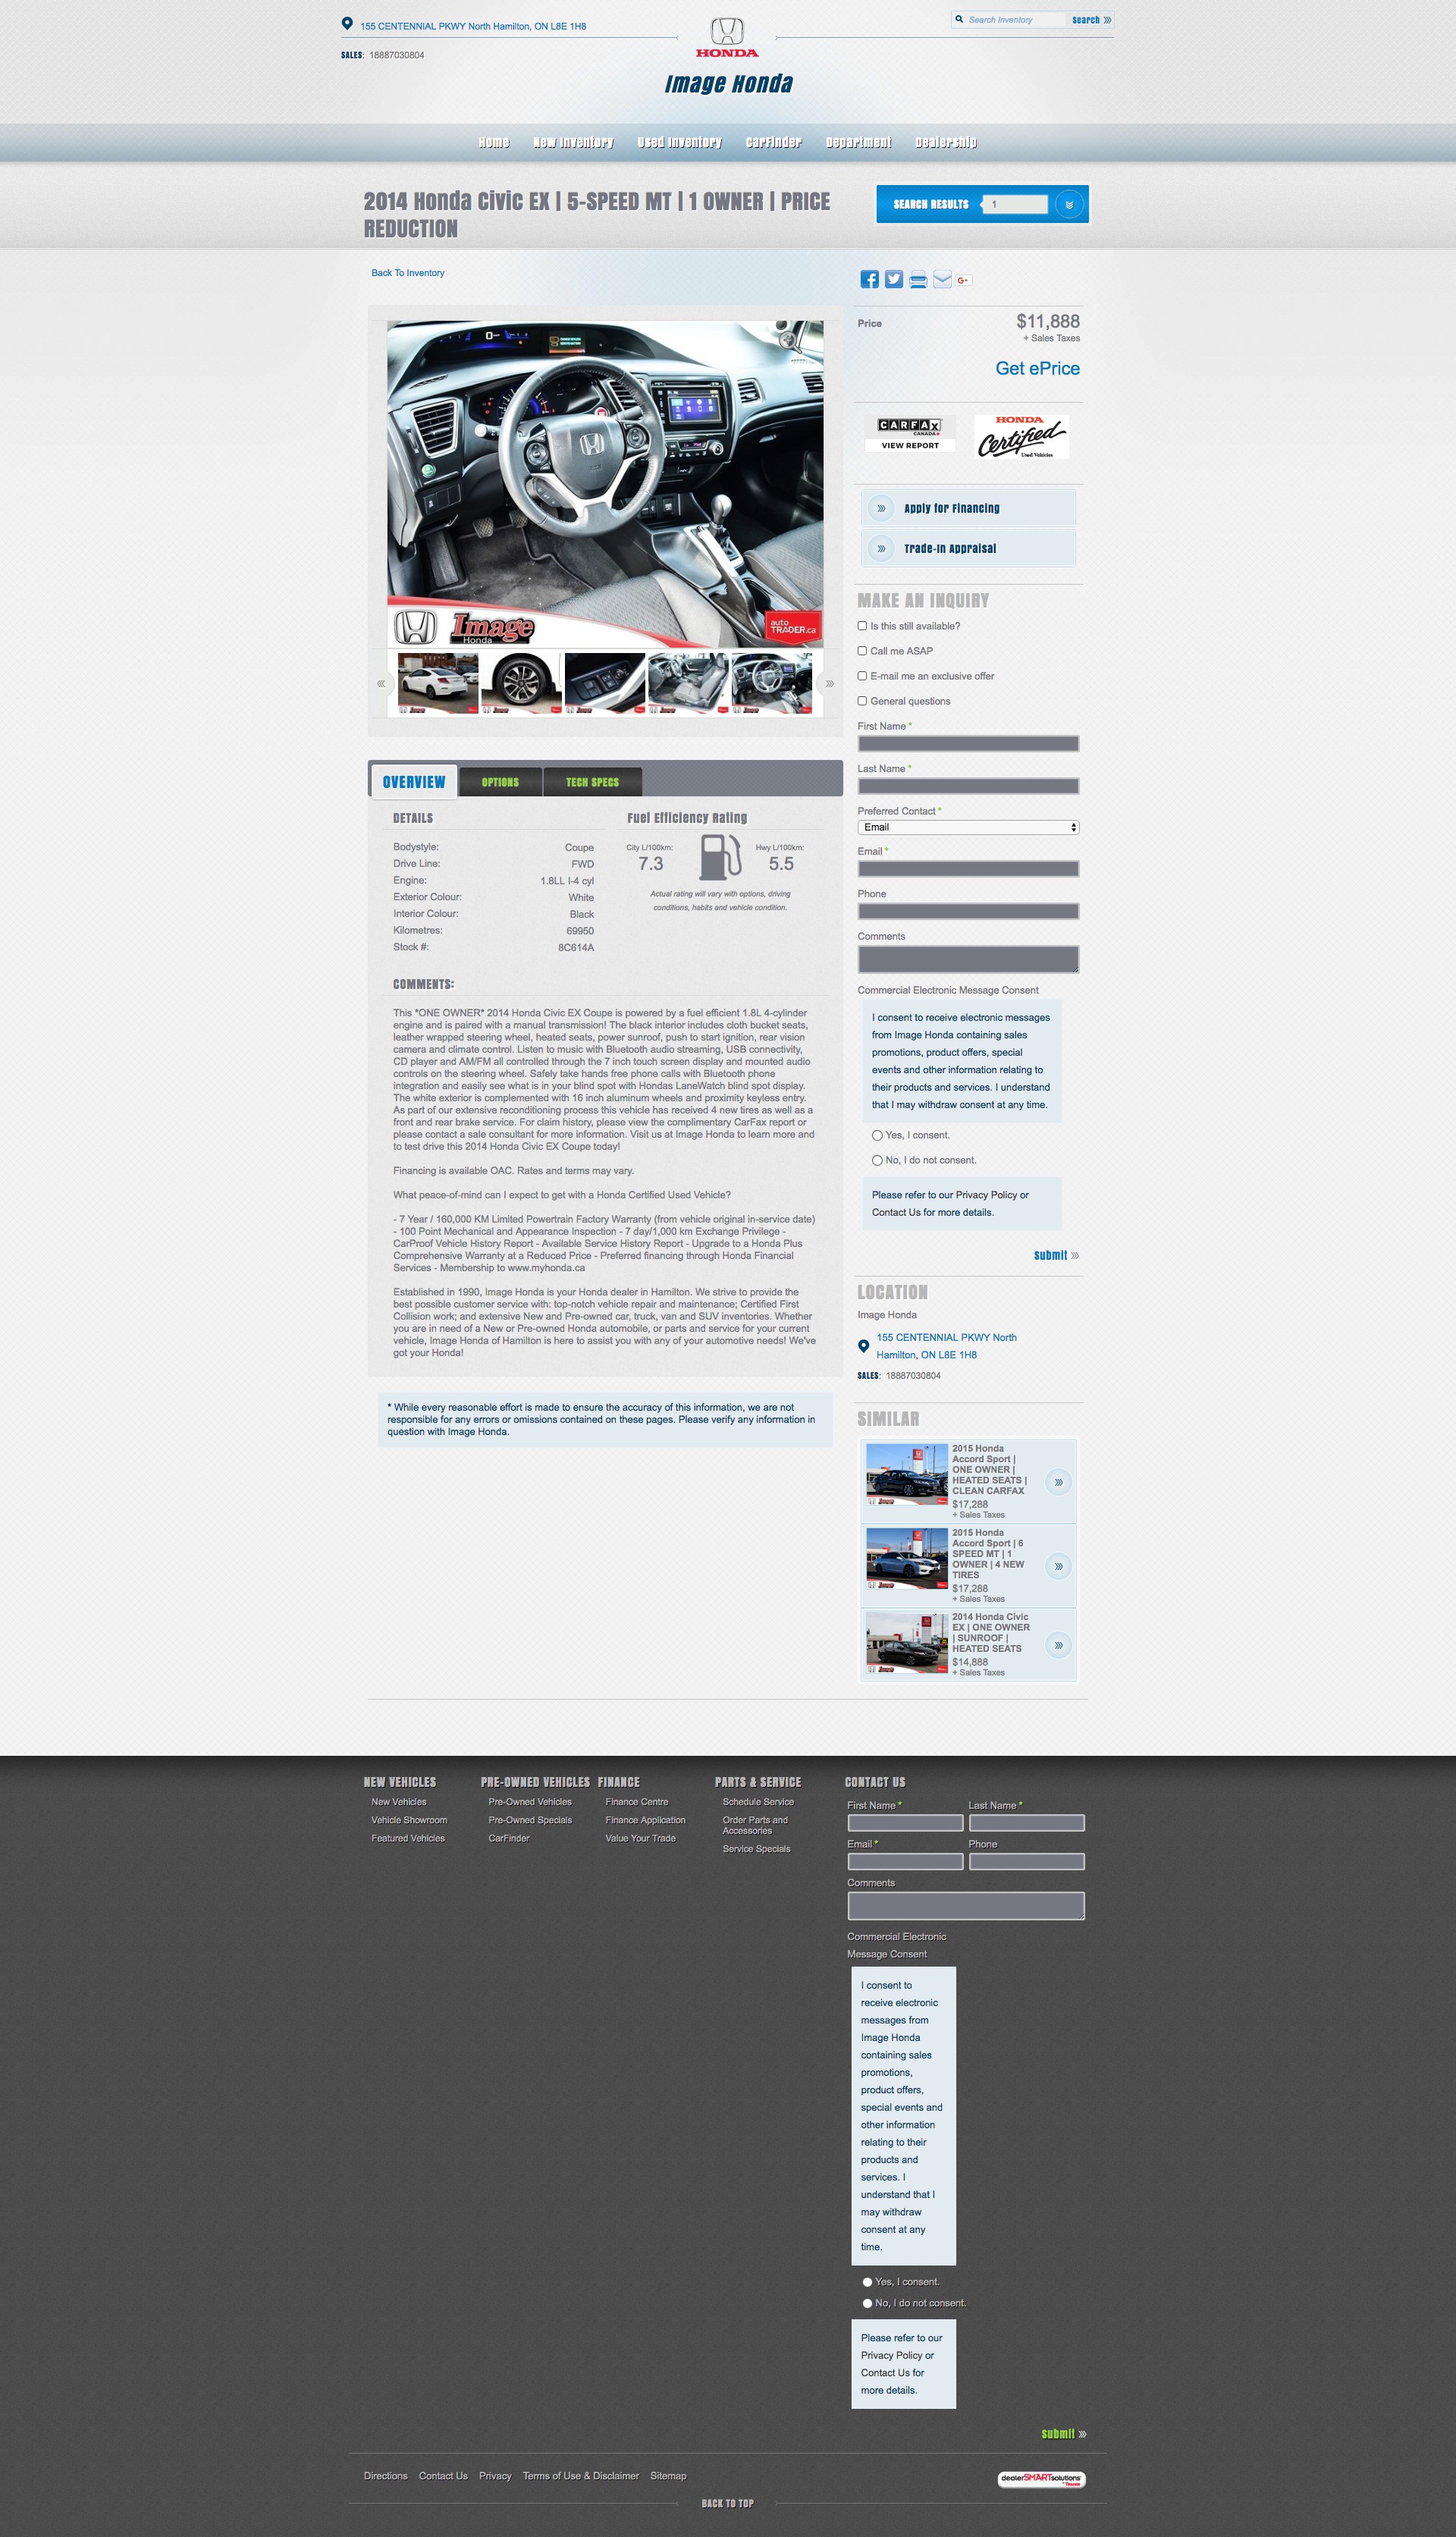 155 CENTENNIAL PKWY North Hamilton, ON L8E 1H8
Search Inventory
Search
SALES: 18887030804
HONDA
Image Honda
Home
New Inventory
Used Inventory
CarFinder
Department
Dealership
2014 Honda Civic EX | 5-SPEED MT | 1 OWNER | PRICE
REDUCTION
SEARCH RESULTS
1
Back To Inventory
G+
Price
$11,888
+ Sales Taxes
Get ePrice
CARFAX
CANADA
VIEW REPORT
HONDA
Certified
Used Vehicles
Apply for Financing
Trade-In Appraisal
Image
Honda
auto
TRADER.ca
MAKE AN INQUIRY
Is this still available?
Call me ASAP
E-mail me an exclusive offer
General questions
First Name *
Last Name *
Preferred Contact *
Email
Email *
Phone
Comments
Commercial Electronic Message Consent
I consent to receive electronic messages
from Image Honda containing sales
promotions, product offers, special
events and other information relating to
their products and services. I understand
that I may withdraw consent at any time.
Yes, I consent.
No, I do not consent.
Please refer to our Privacy Policy or
Contact Us for more details.
Submit
OVERVIEW
OPTIONS
TECH SPECS
DETAILS
Bodystyle: Coupe
Drive Line: FWD
Engine: 1.8LL I-4 cyl
Exterior Colour: White
Interior Colour: Black
Kilometres: 69950
Stock #: 8C614A
Fuel Efficiency Rating
City L/100km:
7.3
Hwy L/100km:
5.5
Actual rating will vary with options, driving
conditions, habits and vehicle condition.
COMMENTS:
This *ONE OWNER* 2014 Honda Civic EX Coupe is powered by a fuel efficient 1.8L 4-cylinder
engine and is paired with a manual transmission! The black interior includes cloth bucket seats,
leather wrapped steering wheel, heated seats, power sunroof, push to start ignition, rear vision
camera and climate control. Listen to music with Bluetooth audio streaming, USB connectivity,
CD player and AM/FM all controlled through the 7 inch touch screen display and mounted audio
controls on the steering wheel. Safely take hands free phone calls with Bluetooth phone
integration and easily see what is in your blind spot with Hondas LaneWatch blind spot display.
The white exterior is complemented with 16 inch aluminum wheels and proximity keyless entry.
As part of our extensive reconditioning process this vehicle has received 4 new tires as well as a
front and rear brake service. For claim history, please view the complimentary CarFax report or
please contact a sale consultant for more information. Visit us at Image Honda to learn more and
to test drive this 2014 Honda Civic EX Coupe today!
Financing is available OAC. Rates and terms may vary.
What peace-of-mind can I expect to get with a Honda Certified Used Vehicle?
- 7 Year / 160,000 KM Limited Powertrain Factory Warranty (from vehicle original in-service date)
- 100 Point Mechanical and Appearance Inspection - 7 day/1,000 km Exchange Privilege -
CarProof Vehicle History Report - Available Service History Report - Upgrade to a Honda Plus
Comprehensive Warranty at a Reduced Price - Preferred financing through Honda Financial
Services - Membership to www.myhonda.ca
Established in 1990, Image Honda is your Honda dealer in Hamilton. We strive to provide the
best possible customer service with: top-notch vehicle repair and maintenance; Certified First
Collision work; and extensive New and Pre-owned car, truck, van and SUV inventories. Whether
you are in need of a New or Pre-owned Honda automobile, or parts and service for your current
vehicle, Image Honda of Hamilton is here to assist you with any of your automotive needs! We've
got your Honda!
* While every reasonable effort is made to ensure the accuracy of this information, we are not
responsible for any errors or omissions contained on these pages. Please verify any information in
question with Image Honda.
LOCATION
Image Honda
155 CENTENNIAL PKWY North
Hamilton, ON L8E 1H8
SALES: 18887030804
SIMILAR
2015 Honda
Accord Sport |
ONE OWNER |
HEATED SEATS |
CLEAN CARFAX
$17,288
+ Sales Taxes
2015 Honda
Accord Sport | 6
SPEED MT | 1
OWNER | 4 NEW
TIRES
$17,288
+ Sales Taxes
2014 Honda Civic
EX | ONE OWNER
| SUNROOF |
HEATED SEATS
$14,888
+ Sales Taxes
NEW VEHICLES
New Vehicles
Vehicle Showroom
Featured Vehicles
PRE-OWNED VEHICLES
Pre-Owned Vehicles
Pre-Owned Specials
CarFinder
FINANCE
Finance Centre
Finance Application
Value Your Trade
PARTS & SERVICE
Schedule Service
Order Parts and
Accessories
Service Specials
CONTACT US
First Name *
Last Name *
Email *
Phone
Comments
Commercial Electronic
Message Consent
I consent to
receive electronic
messages from
Image Honda
containing sales
promotions,
product offers,
special events and
other information
relating to their
products and
services. I
understand that I
may withdraw
consent at any
time.
Yes, I consent.
No, I do not consent.
Please refer to our
Privacy Policy or
Contact Us for
more details.
Submit
Directions
Contact Us
Privacy
Terms of Use & Disclaimer
Sitemap
dealerSMARTsolutions
BACK TO TOP